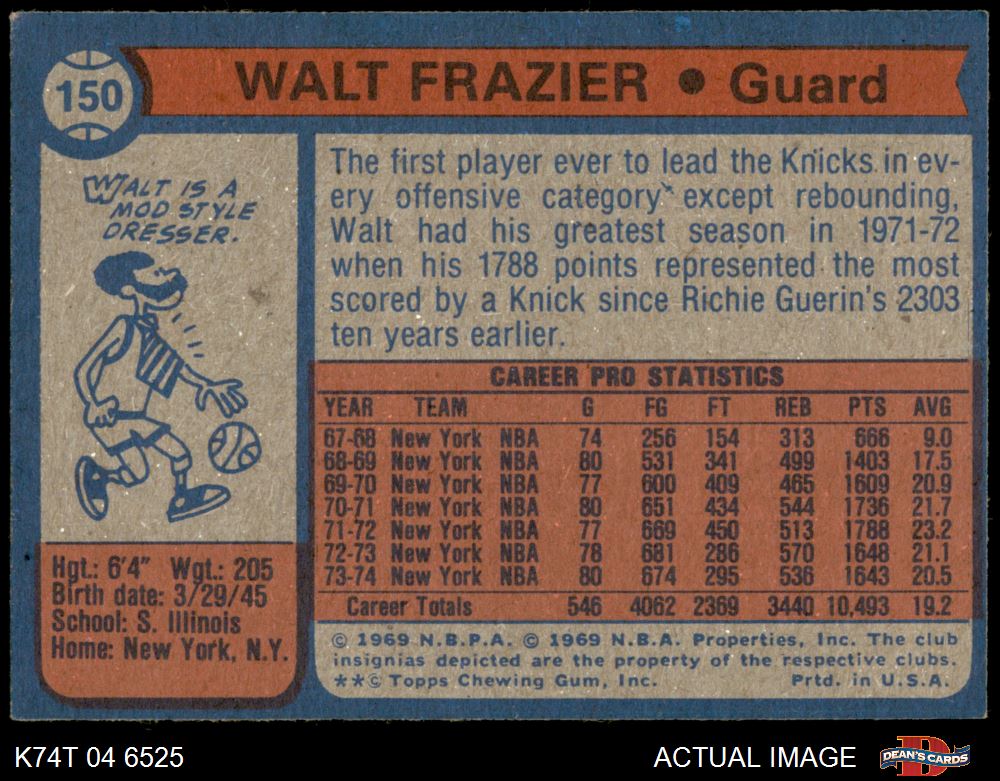 150
WALT FRAZIER • Guard
WALT IS A
MOD STYLE
DRESSER.
The first player ever to lead the Knicks in ev-
ery offensive category except rebounding,
Walt had his greatest season in 1971-72
when his 1788 points represented the most
scored by a Knick since Richie Guerin's 2303
ten years earlier.
CAREER PRO STATISTICS
YEAR TEAM G FG FT REB PTS AVG
67-68 New York NBA 74 256 154 313 666 9.0
68-69 New York NBA 80 531 341 499 1403 17.5
69-70 New York NBA 77 600 409 465 1609 20.9
70-71 New York NBA 80 651 434 544 1736 21.7
71-72 New York NBA 77 669 450 513 1788 23.2
72-73 New York NBA 78 681 286 570 1648 21.1
73-74 New York NBA 80 674 295 536 1643 20.5
Career Totals 546 4062 2369 3440 10,493 19.2
Hgt.: 6'4" Wgt.: 205
Birth date: 3/29/45
School: S. Illinois
Home: New York, N.Y.
© 1969 N.B.P.A. © 1969 N.B.A. Properties, Inc. The club
insignias depicted are the property of the respective clubs.
**© Topps Chewing Gum, Inc. Prtd. in U.S.A.
K74T 04 6525
ACTUAL IMAGE
DEAN'S CARDS